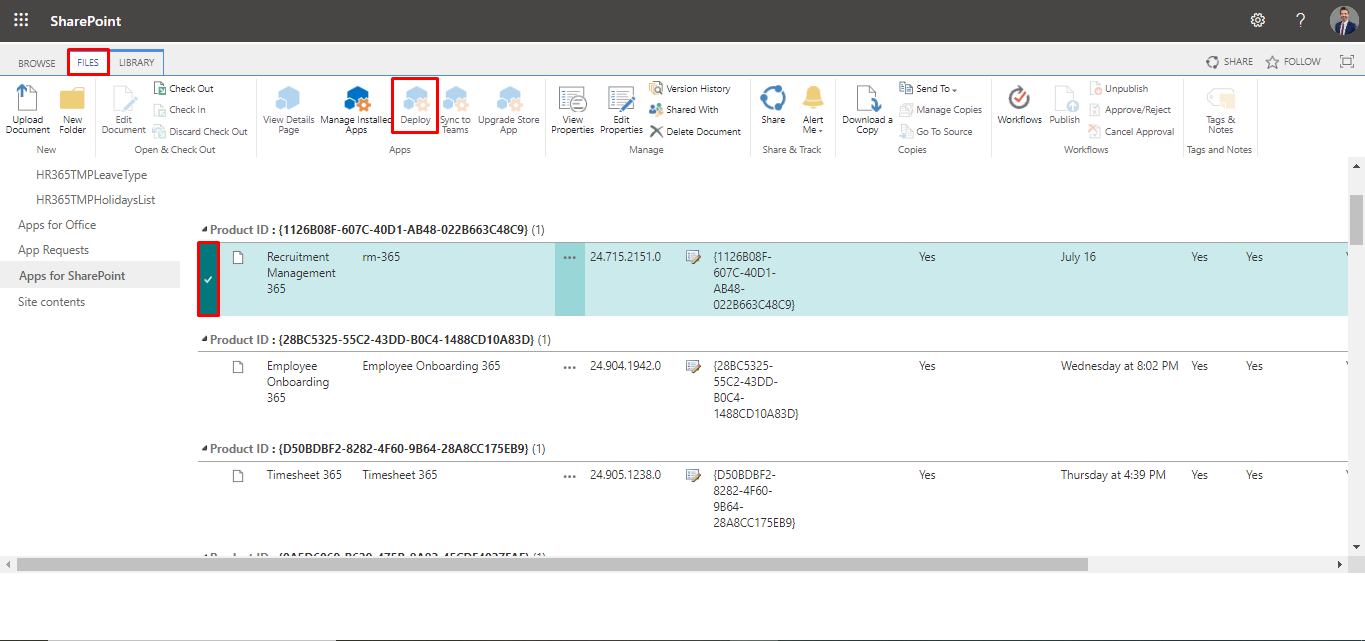 SharePoint
?
BROWSE FILES LIBRARY SHARE FOLLOW
Upload Document
New Folder
New
Edit Document
Check Out
Check In
Discard Check Out
Open & Check Out
View Details Page
Manage Installed Apps
Deploy
Sync to Teams
Upgrade Store App
Apps
View Properties
Edit Properties
Version History
Shared With
Delete Document
Manage
Share
Alert Me
Share & Track
Download a Copy
Send To
Manage Copies
Go To Source
Copies
Workflows
Publish
Unpublish
Approve/Reject
Cancel Approval
Workflows
Tags & Notes
Tags and Notes
HR365TMPLeaveType
HR365TMPHolidaysList
Apps for Office
App Requests
Apps for SharePoint
Site contents
Product ID : {1126B08F-607C-40D1-AB48-022B663C48C9} (1)
Recruitment Management 365 rm-365 ... 24.715.2151.0 {1126B08F-607C-40D1-AB48-022B663C48C9} Yes July 16 Yes Yes
Product ID : {28BC5325-55C2-43DD-B0C4-1488CD10A83D} (1)
Employee Onboarding 365 Employee Onboarding 365 ... 24.904.1942.0 {28BC5325-55C2-43DD-B0C4-1488CD10A83D} Yes Wednesday at 8:02 PM Yes Yes
Product ID : {D50BDBF2-8282-4F60-9B64-28A8CC175EB9} (1)
Timesheet 365 Timesheet 365 ... 24.905.1238.0 {D50BDBF2-8282-4F60-9B64-28A8CC175EB9} Yes Thursday at 4:39 PM Yes Yes